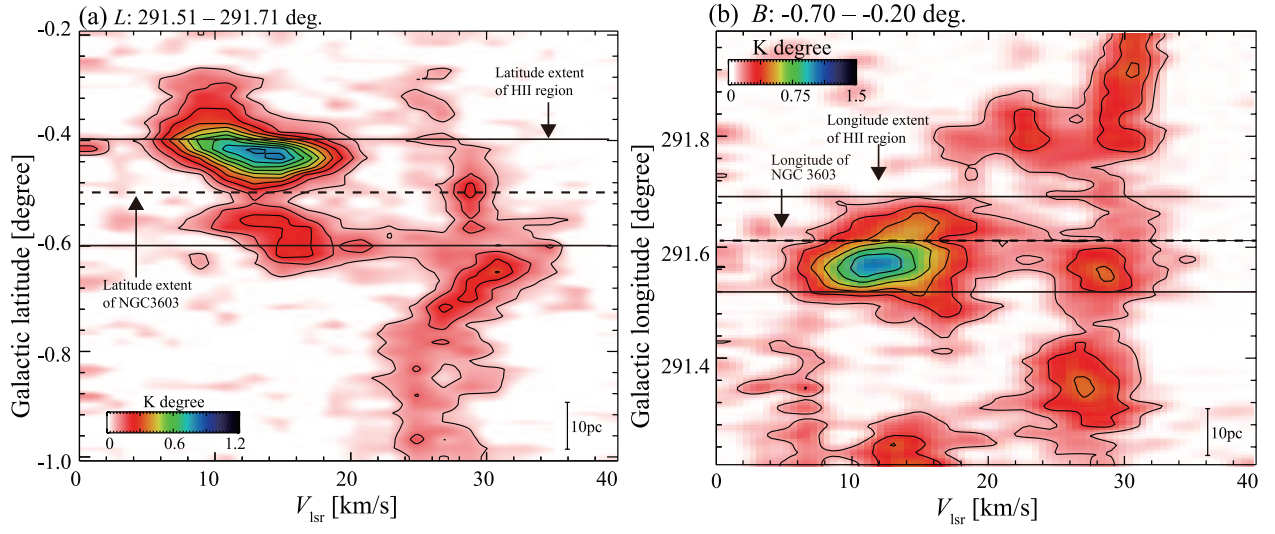 (a) L: 291.51 – 291.71 deg.
-0.2
-0.4
-0.6
-0.8
-1.0
Galactic latitude [degree]
Latitude extent
of HII region
Latitude extent
of NGC3603
K degree
0 0.6 1.2
10pc
0 10 20 30 40
Vlsr [km/s]
(b) B: -0.70 – -0.20 deg.
K degree
0 0.75 1.5
291.8
291.6
291.4
Galactic longitude [degree]
Longitude extent
of HII region
Longitude of
NGC 3603
10pc
0 10 20 30 40
Vlsr [km/s]